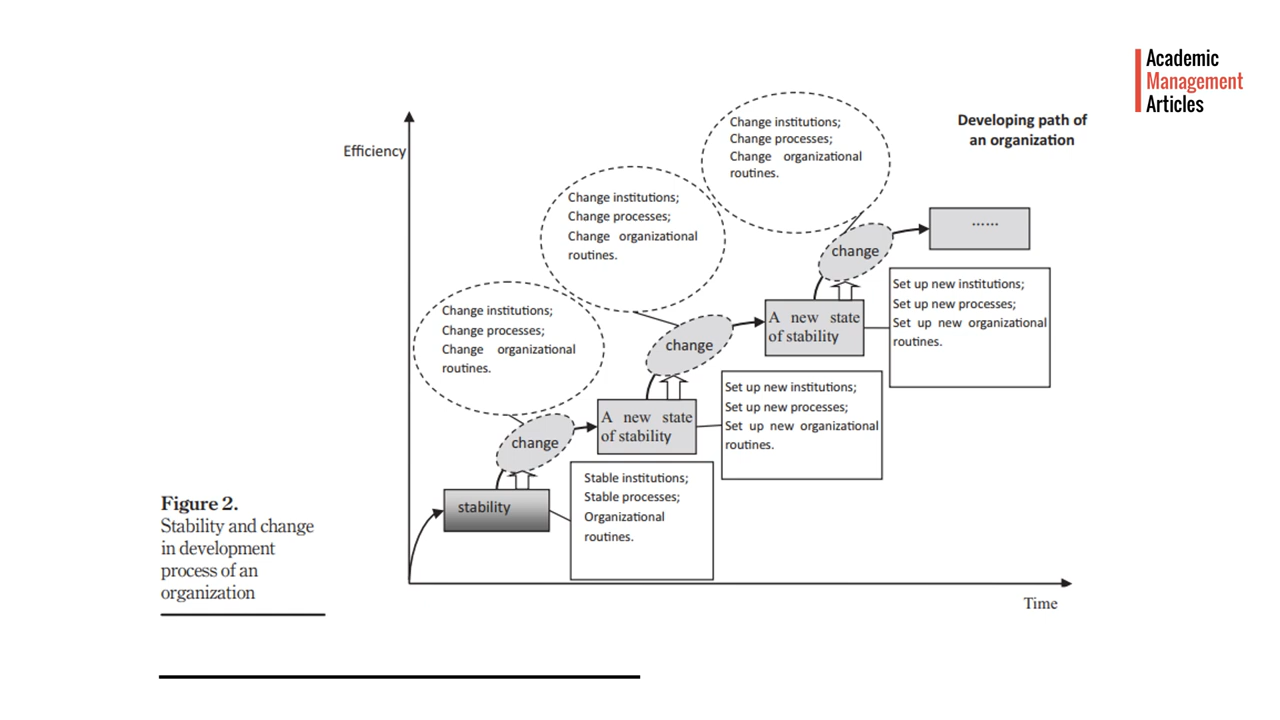 Academic
Management
Articles
Developing path of
an organization
Efficiency
Change institutions;
Change processes;
Change organizational
routines.
Change institutions;
Change processes;
Change organizational
routines.
Change institutions;
Change processes;
Change organizational
routines.
......
change
A new state
of stability
Set up new institutions;
Set up new processes;
Set up new organizational
routines.
change
A new state
of stability
Set up new institutions;
Set up new processes;
Set up new organizational
routines.
change
stability
Stable institutions;
Stable processes;
Organizational
routines.
Time
Figure 2.
Stability and change
in development
process of an
organization